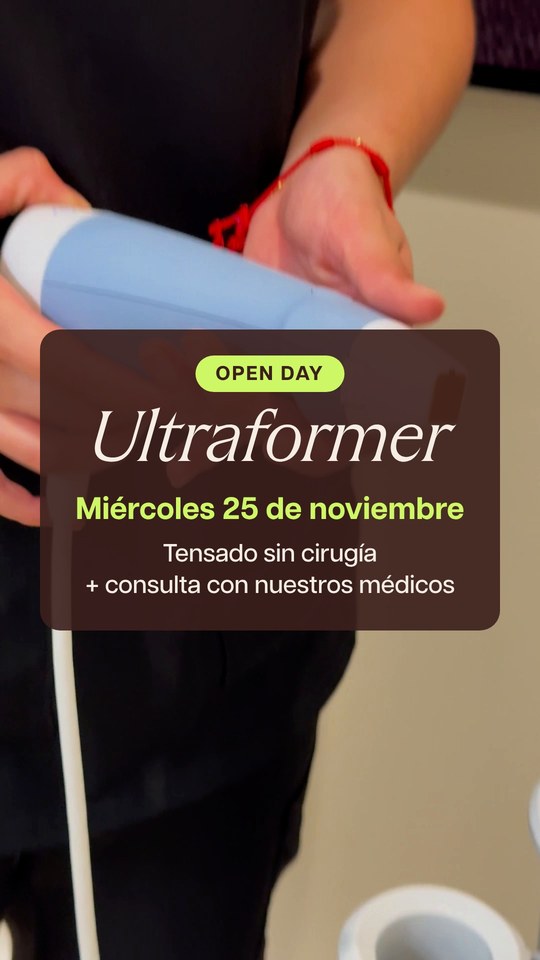 OPEN DAY
Ultraformer
Miércoles 25 de noviembre
Tensado sin cirugía
+ consulta con nuestros médicos